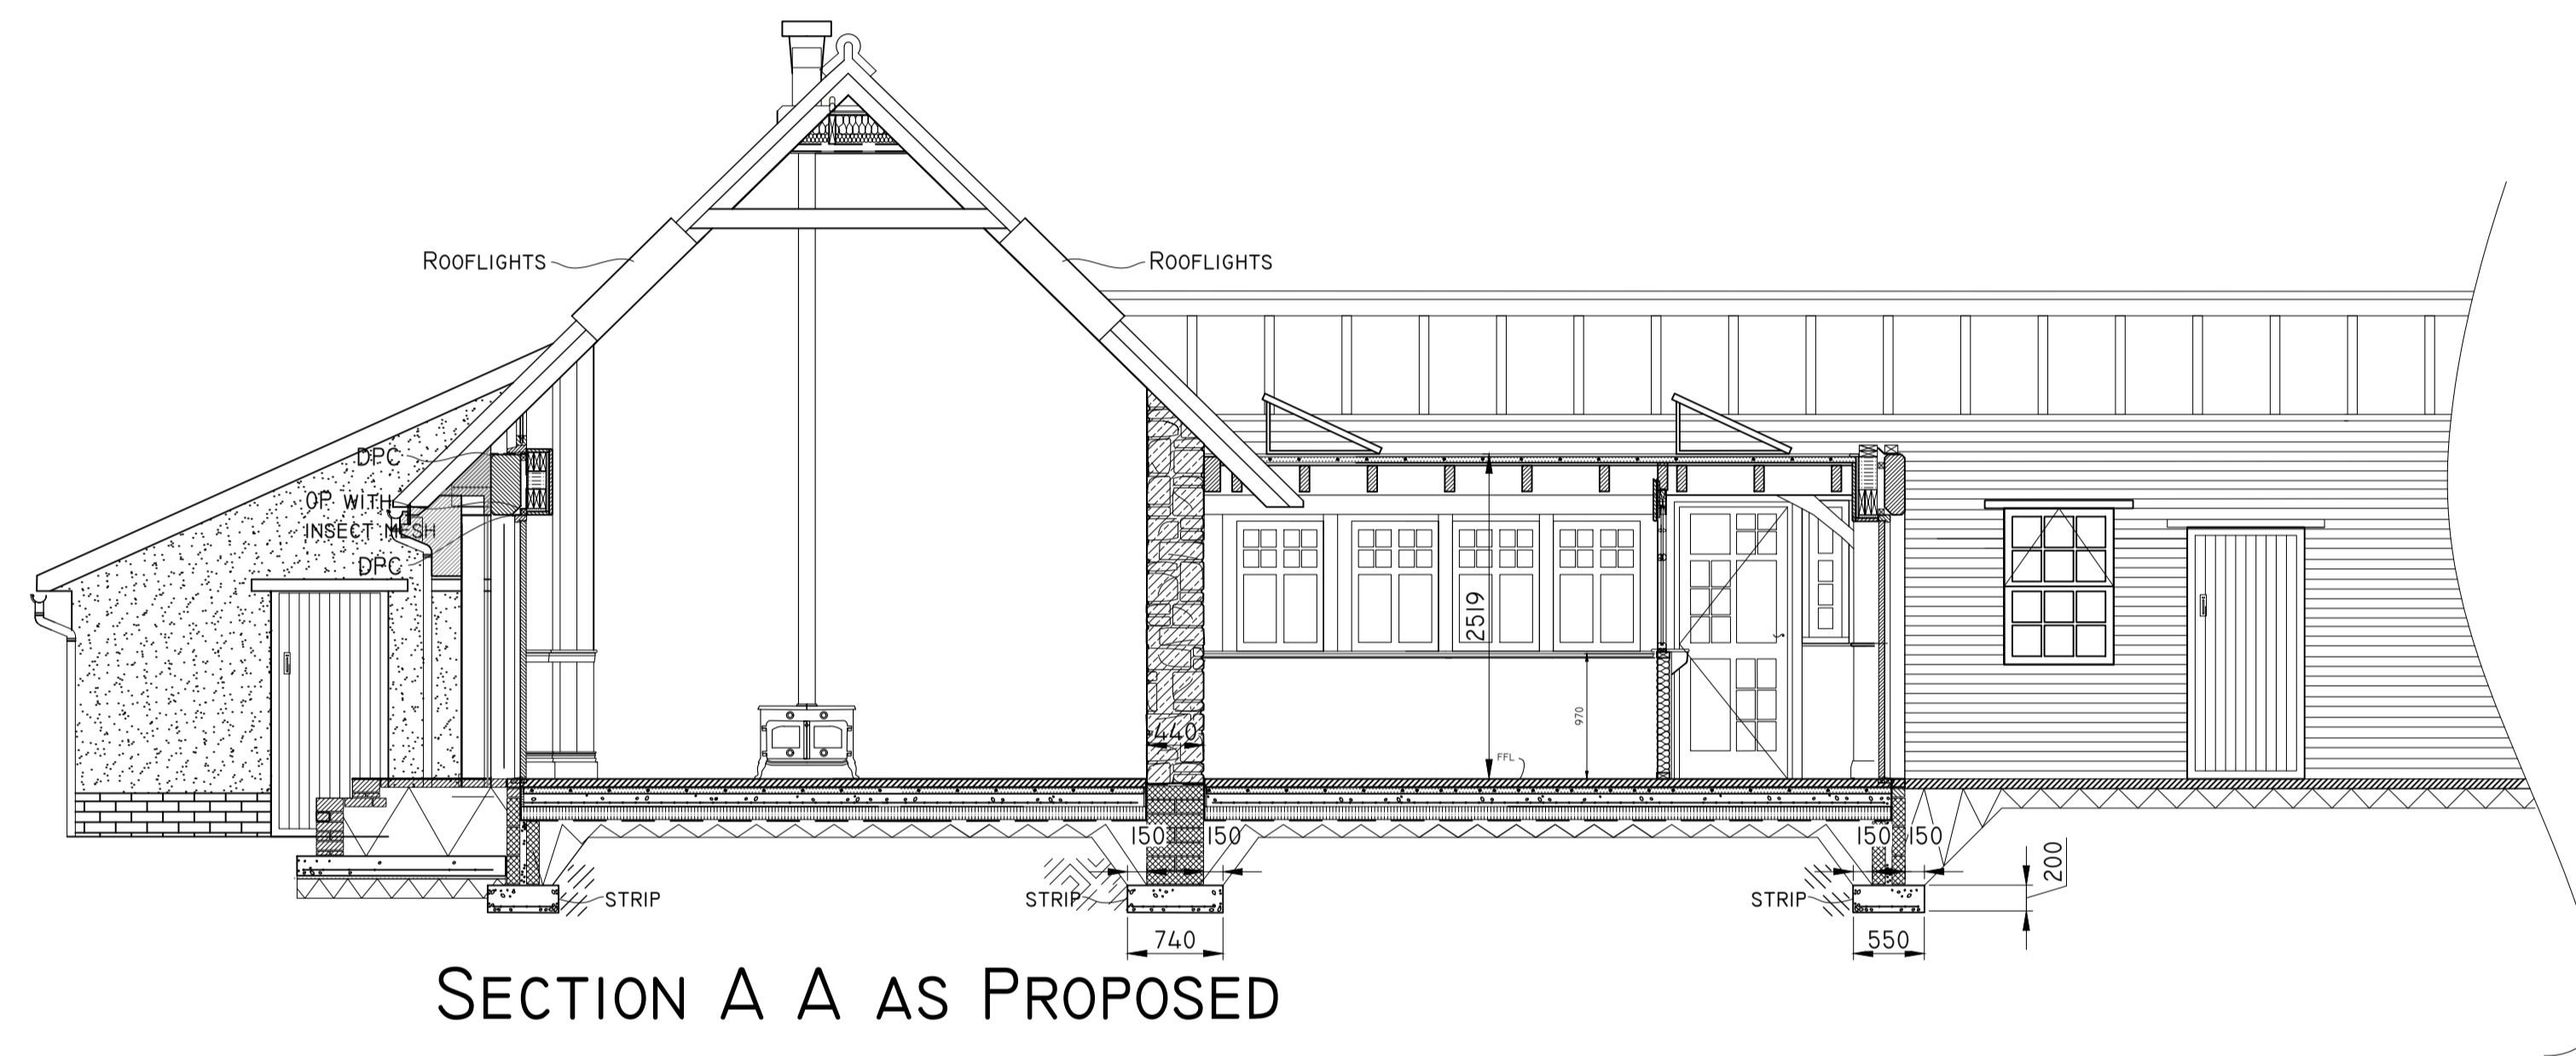 ROOFLIGHTS
ROOFLIGHTS
DPC
OP WITH
INSECT MESH
DPC
2519
970
FFL
440
150
150
150
150
200
STRIP
STRIP
STRIP
740
550
SECTION A A AS PROPOSED